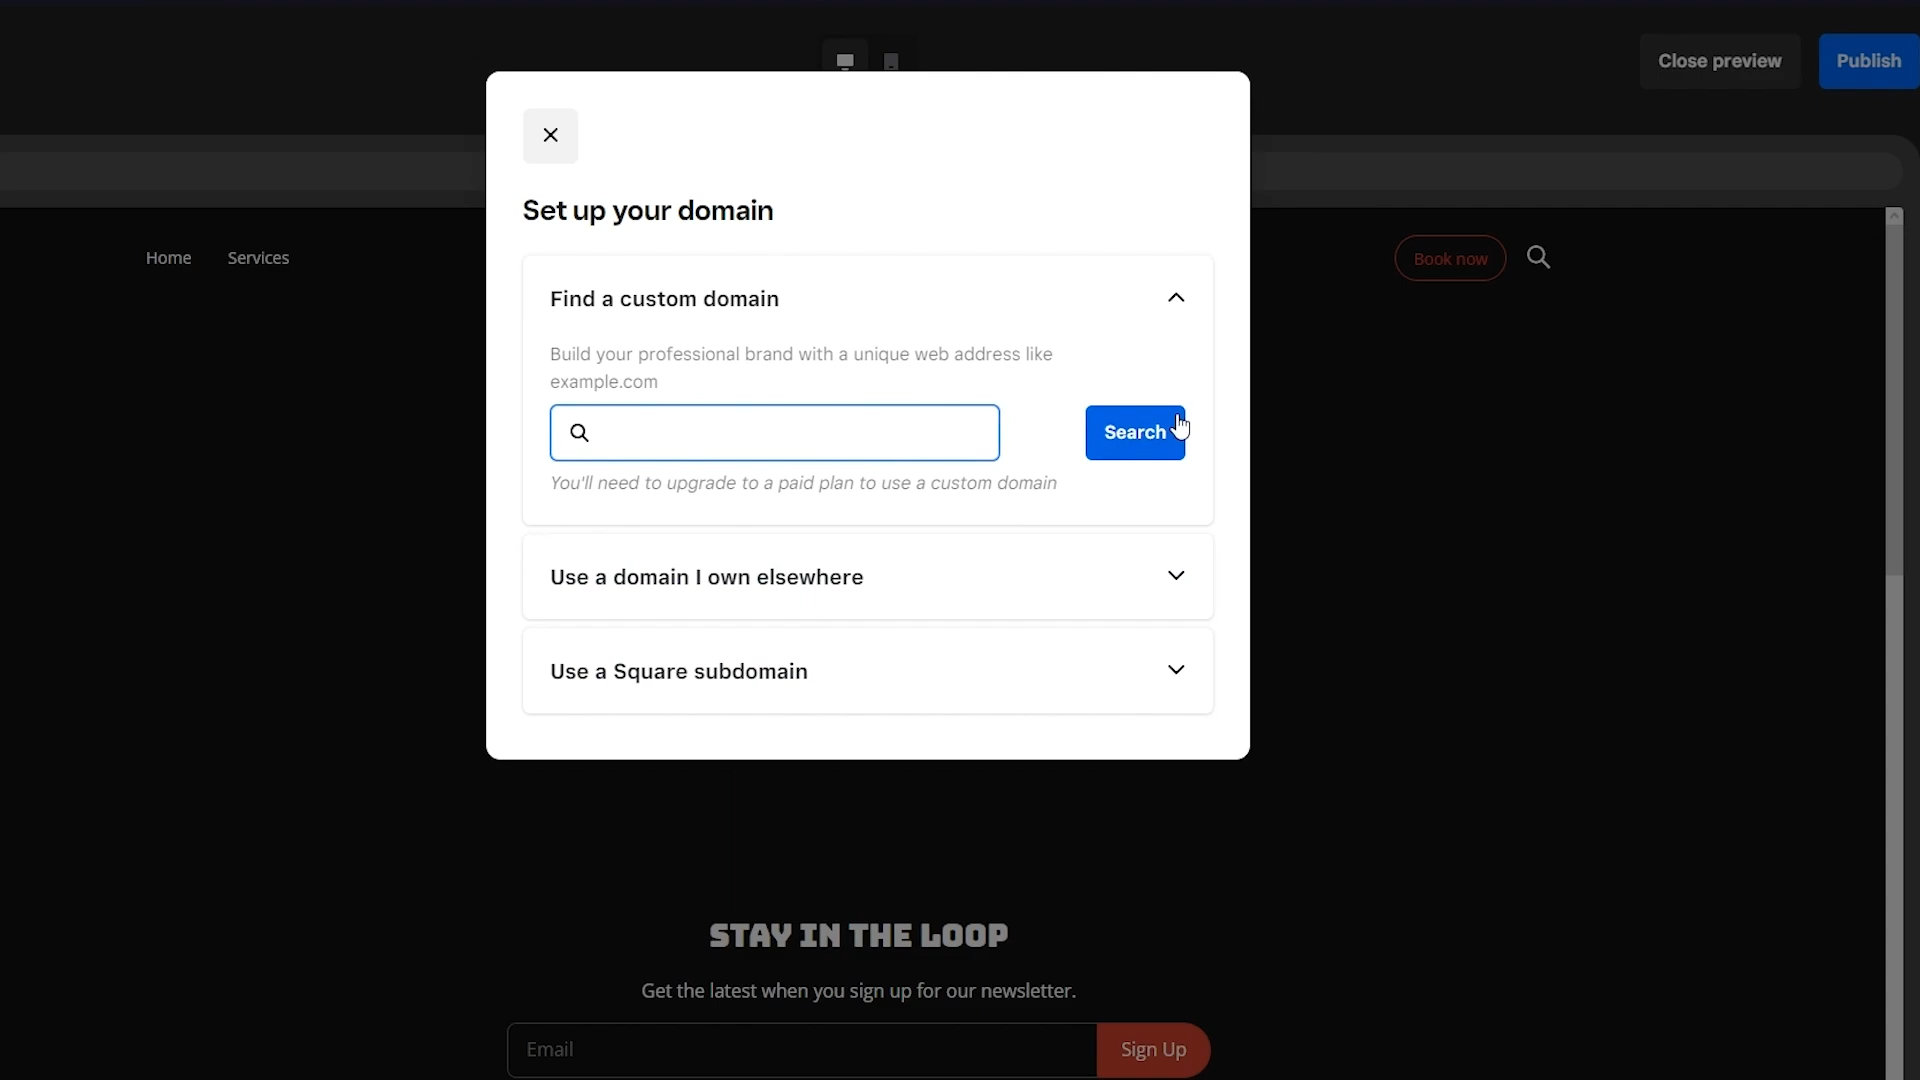 Close preview
Publish
Set up your domain
Home
Services
Book now
Find a custom domain
Build your professional brand with a unique web address like
example.com
Search
You'll need to upgrade to a paid plan to use a custom domain
Use a domain I own elsewhere
Use a Square subdomain
STAY IN THE LOOP
Get the latest when you sign up for our newsletter.
Email
Sign Up